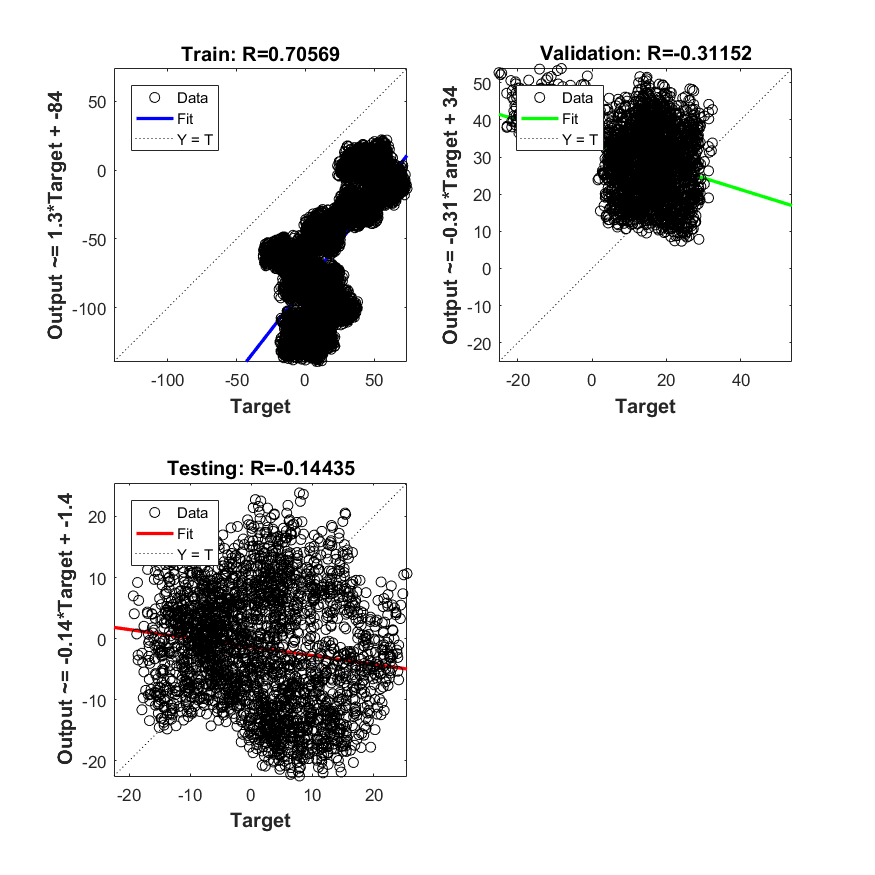 Train: R=0.70569
Output ~= 1.3*Target + -84
50
0
-50
-100
Data
Fit
Y = T
-100 -50 0 50
Target
Validation: R=-0.31152
Output ~= -0.31*Target + 34
50
40
30
20
10
0
-10
-20
Data
Fit
Y = T
-20 0 20 40
Target
Testing: R=-0.14435
Output ~= -0.14*Target + -1.4
20
10
0
-10
-20
Data
Fit
Y = T
-20 -10 0 10 20
Target